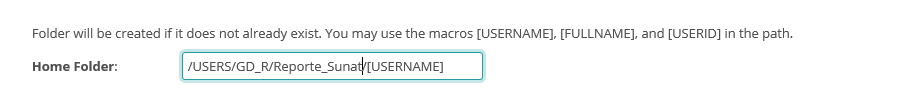 Folder will be created if it does not already exist. You may use the macros [USERNAME], [FULLNAME], and [USERID] in the path.
Home Folder: /USERS/GD_R/Reporte_Sunat/[USERNAME]